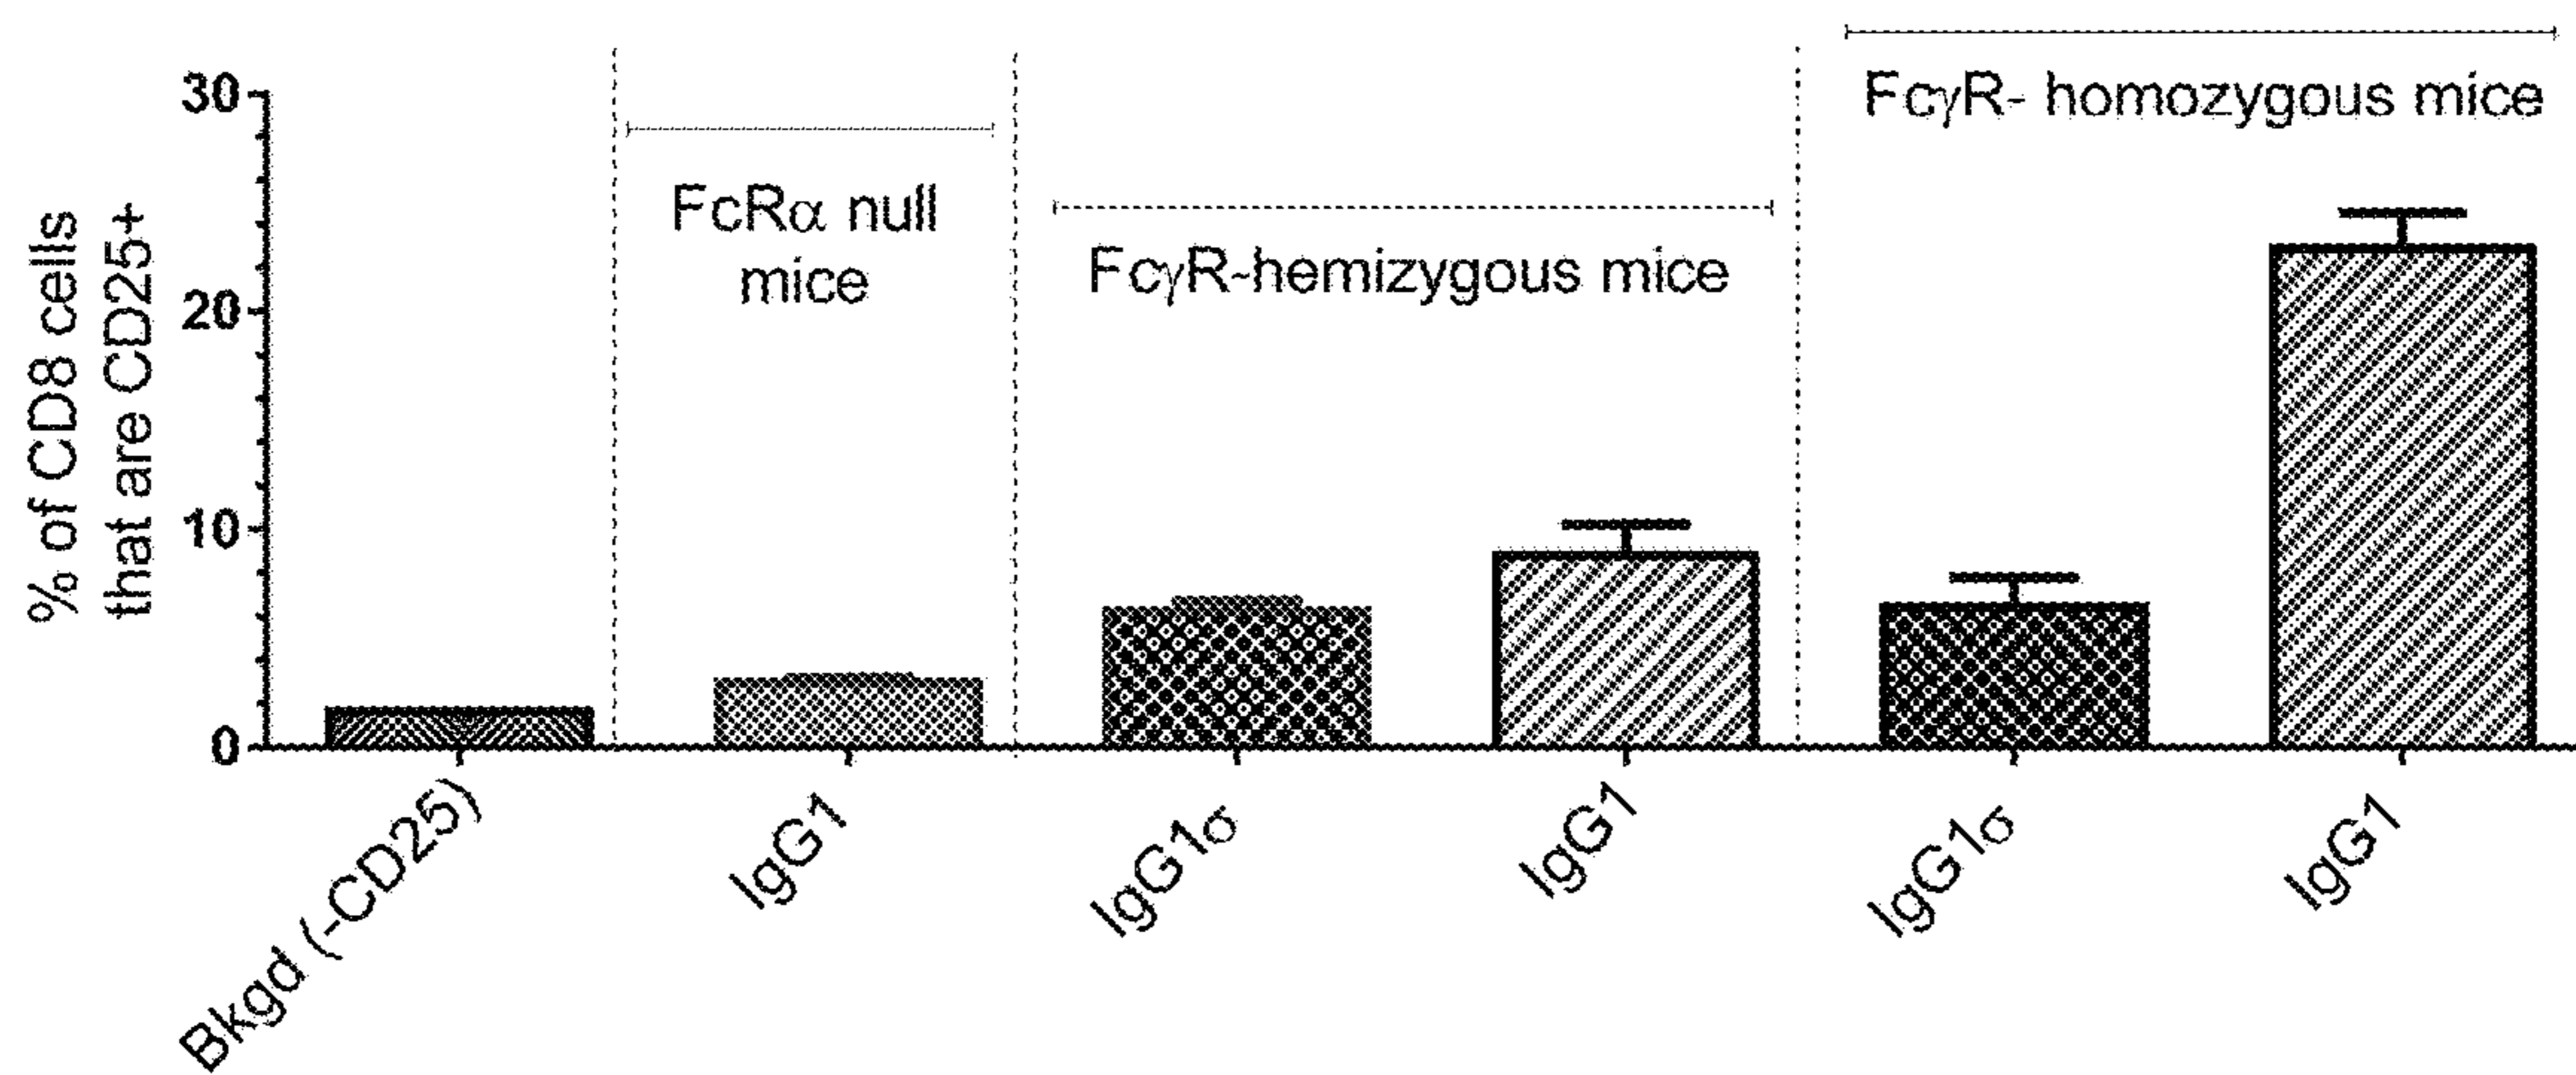 % of CD8 cells
that are CD25+
30
20
10
0
FcRα null
mice
FcγR-hemizygous mice
FcγR- homozygous mice
Bkgd (-CD25)
IgG1
IgG1σ
IgG1
IgG1σ
IgG1